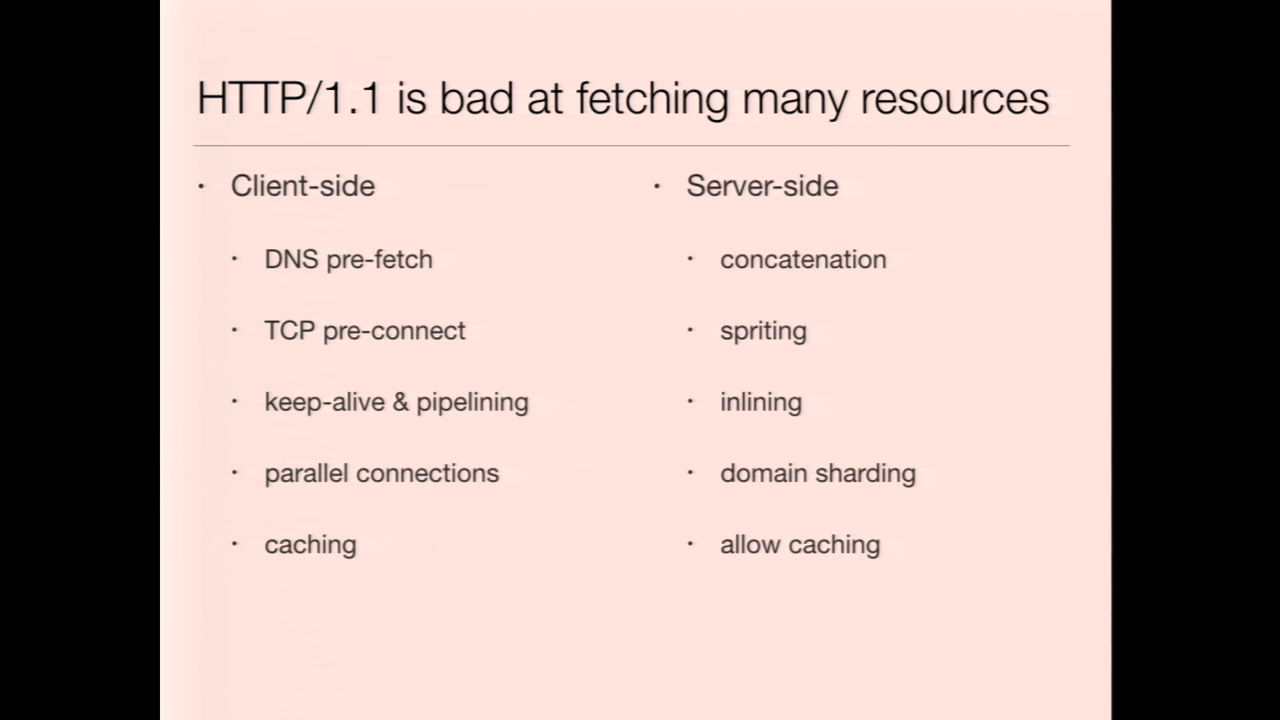 HTTP/1.1 is bad at fetching many resources
• Client-side
• DNS pre-fetch
• TCP pre-connect
• keep-alive & pipelining
• parallel connections
• caching
• Server-side
• concatenation
• spriting
• inlining
• domain sharding
• allow caching